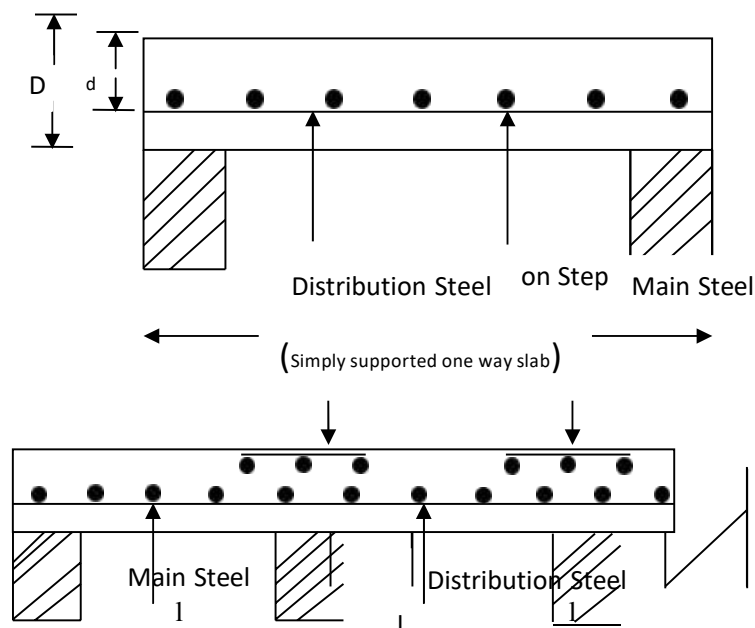 D
d
Distribution Steel on Step Main Steel
(Simply supported one way slab)
Main Steel Distribution Steel
l l l